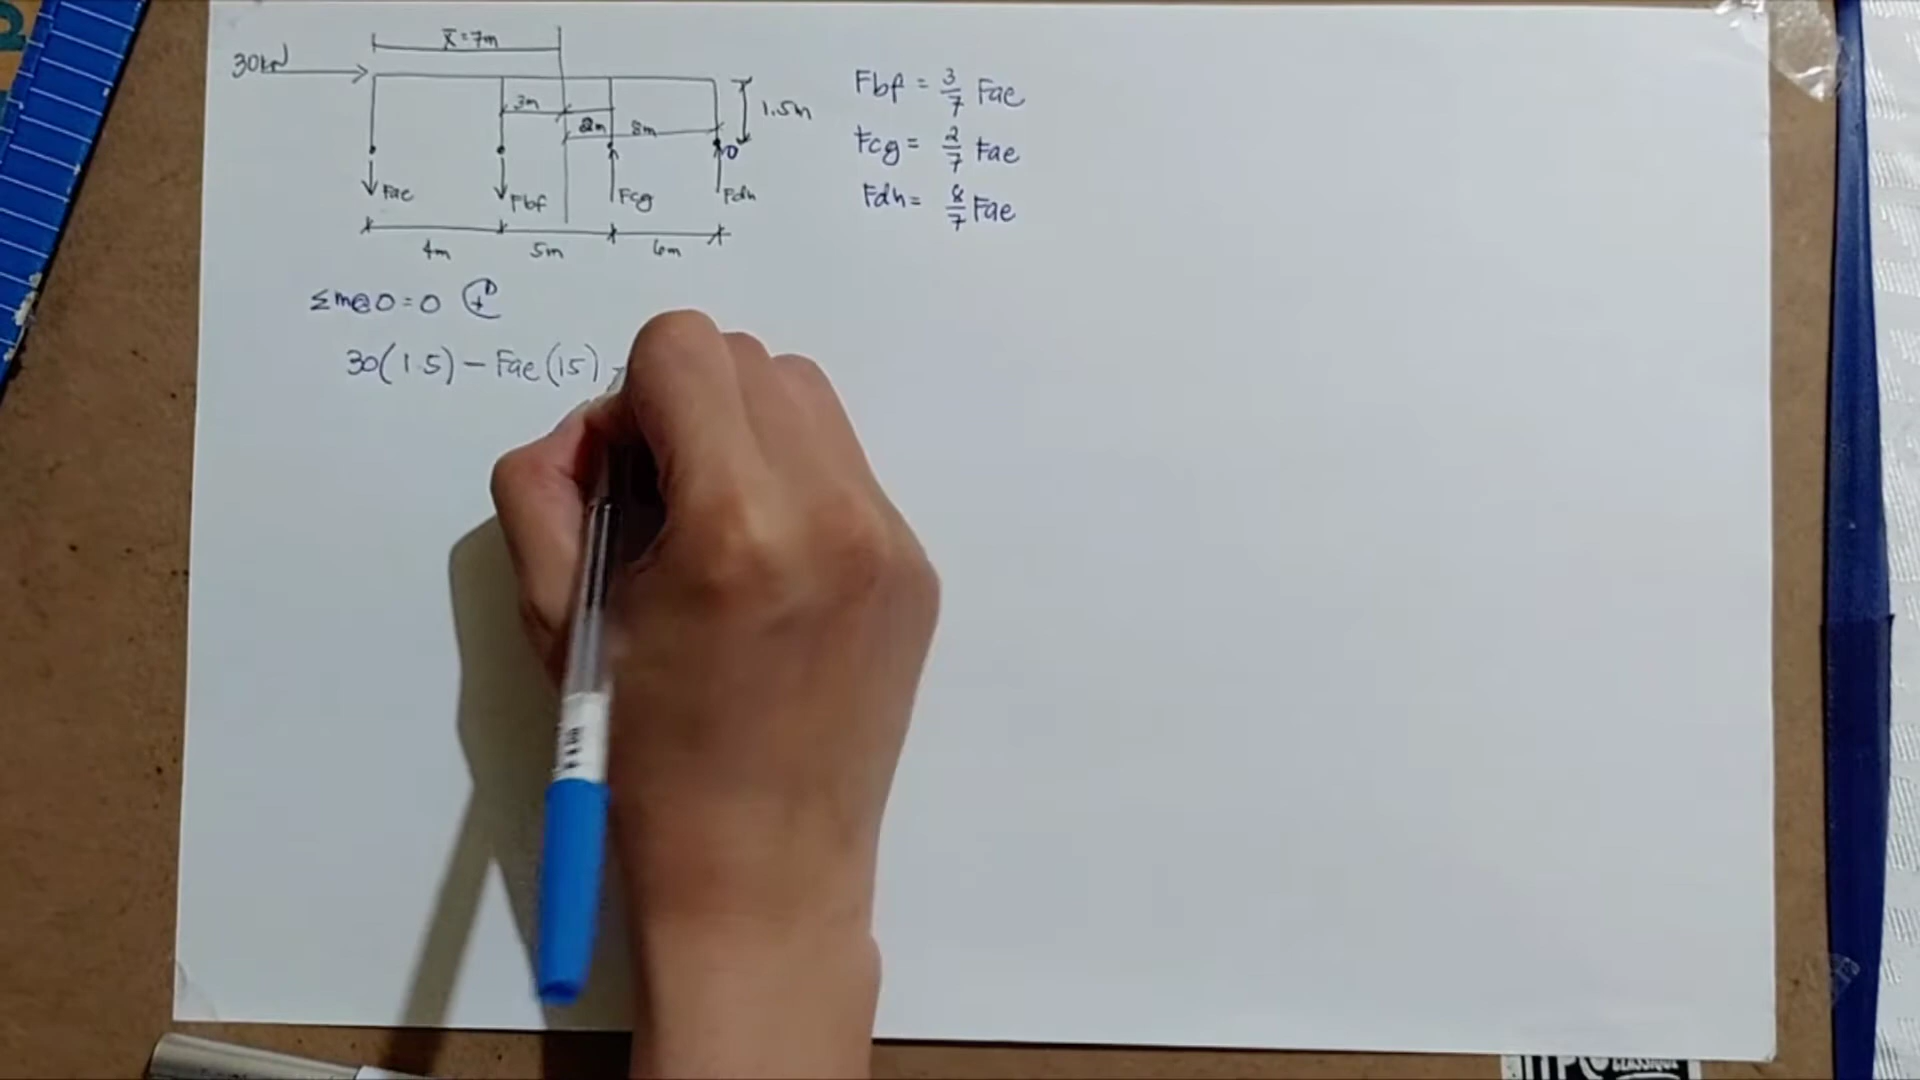 30kN
x̄ = 7m
3m
2m 8m
1.5m
O
Fae Fbf Fcg Fdh
4m 5m 6m
Fbf = 3/7 Fae
Fcg = 2/7 Fae
Fdh = 8/7 Fae
Σm@O = 0 +
30(1.5) - Fae(15) -
CLASSIQUE